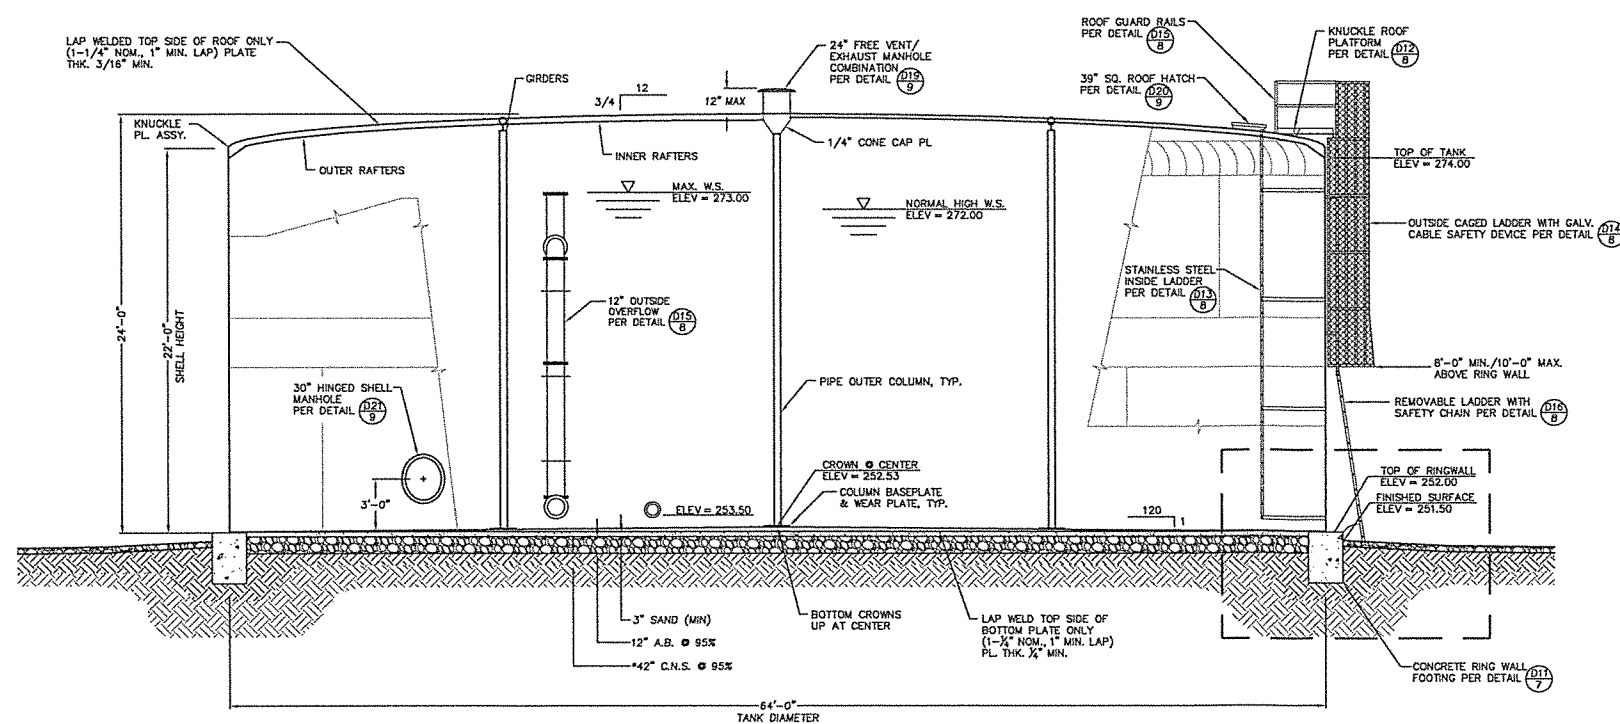 LAP WELDED TOP SIDE OF ROOF ONLY
(1-1/4" NOM., 1" MIN. LAP) PLATE
THK. 3/16" MIN.
KNUCKLE
PL. ASSY.
OUTER RAFTERS
GIRDERS
12
3/4
INNER RAFTERS
12" MAX
24" FREE VENT/
EXHAUST MANHOLE
COMBINATION
PER DETAIL D19
9
1/4" CONE CAP PL
ROOF GUARD RAILS
PER DETAIL D15
8
39" SQ. ROOF HATCH
PER DETAIL D20
9
KNUCKLE ROOF
PLATFORM
PER DETAIL D12
8
TOP OF TANK
ELEV = 274.00
MAX. W.S.
ELEV = 273.00
NORMAL HIGH W.S.
ELEV = 272.00
OUTSIDE CAGED LADDER WITH GALV.
CABLE SAFETY DEVICE PER DETAIL D14
8
STAINLESS STEEL
INSIDE LADDER
PER DETAIL D13
8
24'-0"
22'-0"
SHELL HEIGHT
12" OUTSIDE
OVERFLOW
PER DETAIL D15
8
30" HINGED SHELL
MANHOLE
PER DETAIL D21
9
3'-0"
PIPE OUTER COLUMN, TYP.
8'-0" MIN./10'-0" MAX.
ABOVE RING WALL
REMOVABLE LADDER WITH
SAFETY CHAIN PER DETAIL D16
8
CROWN @ CENTER
ELEV = 252.53
COLUMN BASEPLATE
& WEAR PLATE, TYP.
ELEV = 253.50
120
1
TOP OF RINGWALL
ELEV = 252.00
FINISHED SURFACE
ELEV = 251.50
3" SAND (MIN)
12" A.B. @ 95%
*42" C.N.S. @ 95%
BOTTOM CROWNS
UP AT CENTER
LAP WELD TOP SIDE OF
BOTTOM PLATE ONLY
(1-¼" NOM., 1" MIN. LAP)
PL. THK. ¼" MIN.
CONCRETE RING WALL
FOOTING PER DETAIL D11
7
64'-0"
TANK DIAMETER